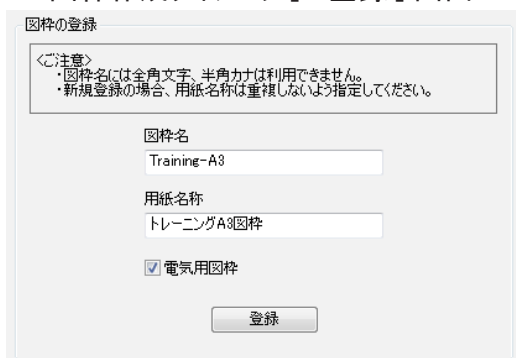 図枠の登録
<ご注意>
・図枠名には全角文字、半角カナは利用できません。
・新規登録の場合、用紙名称は重複しないよう指定してください。
図枠名
Training-A3
用紙名称
トレーニングA3図枠
電気用図枠
登録